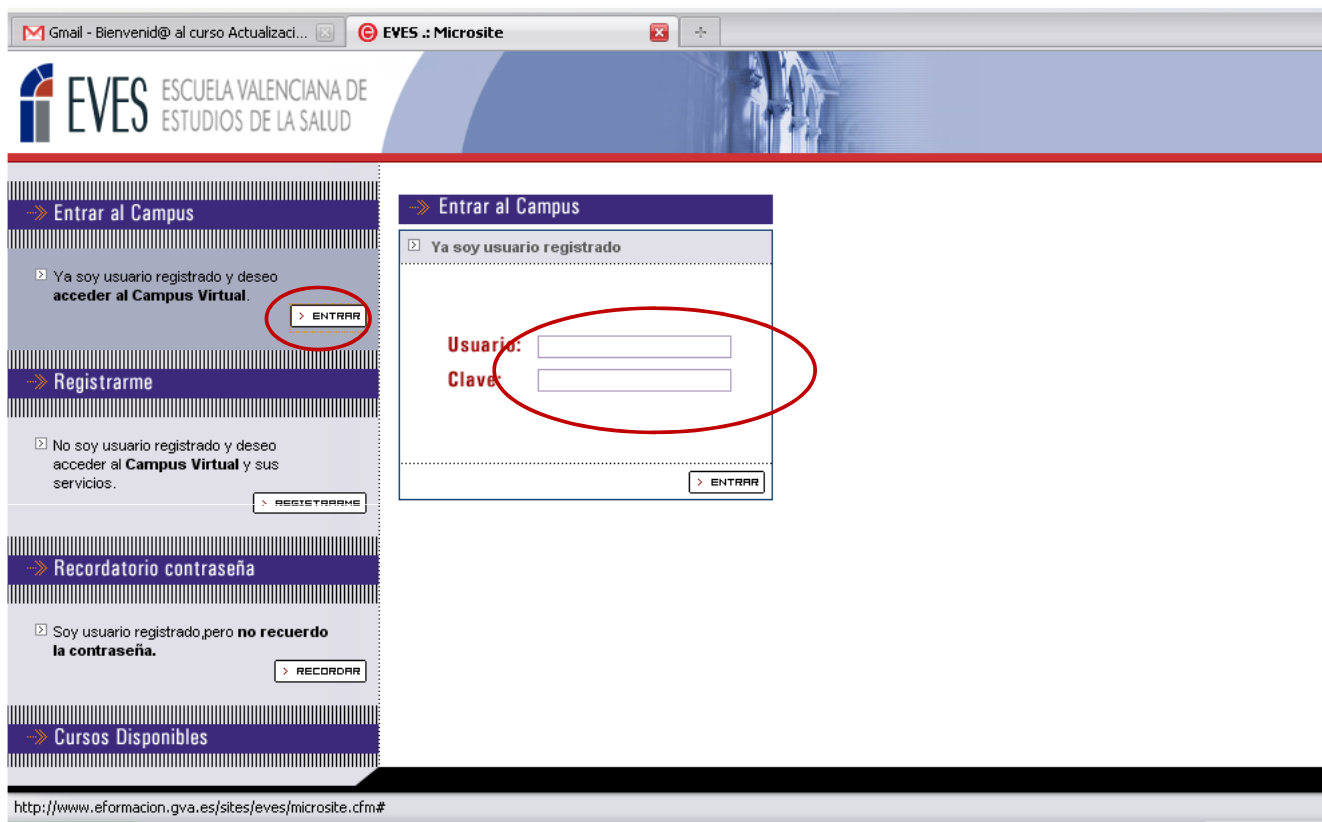 Gmail - Bienvenid@ al curso Actualizaci...
EVES .: Microsite
EVES ESCUELA VALENCIANA DE
ESTUDIOS DE LA SALUD
Entrar al Campus
Ya soy usuario registrado y deseo
acceder al Campus Virtual.
ENTRAR
Registrarme
No soy usuario registrado y deseo
acceder al Campus Virtual y sus
servicios.
REGISTRARME
Recordatorio contraseña
Soy usuario registrado,pero no recuerdo
la contraseña.
RECORDAR
Cursos Disponibles
Entrar al Campus
Ya soy usuario registrado
Usuario:
Clave:
ENTRAR
http://www.eformacion.gva.es/sites/eves/microsite.cfm#